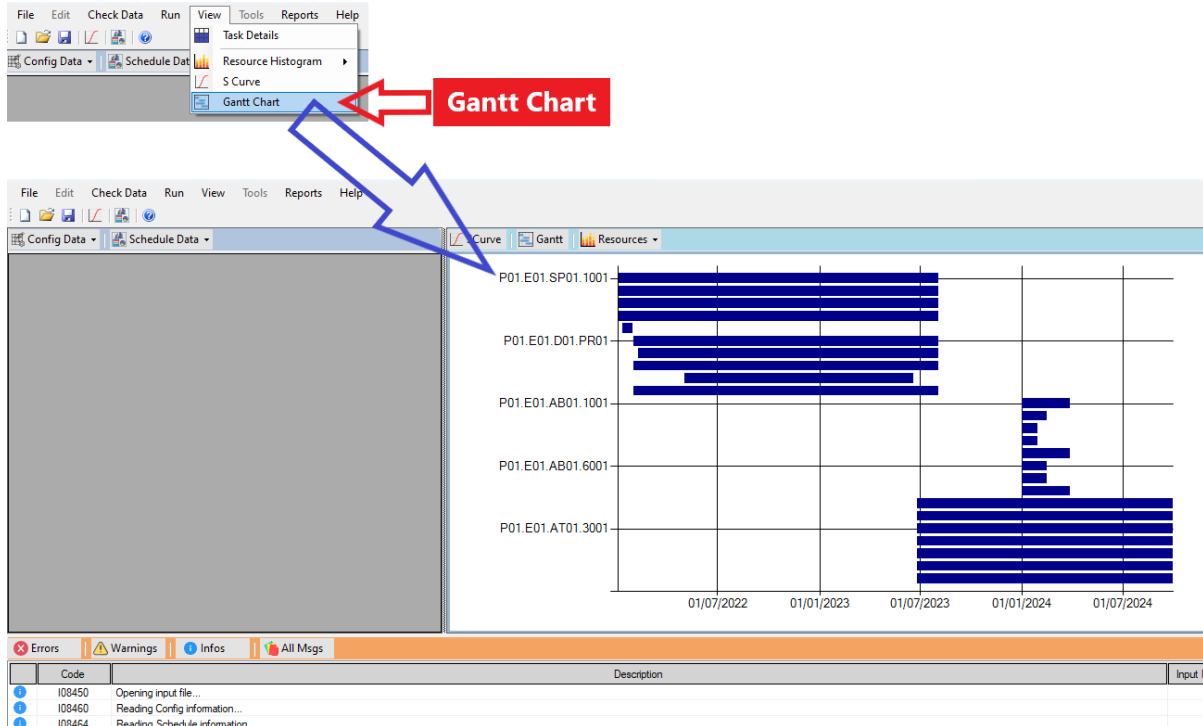 File Edit Check Data Run View Tools Reports Help
Task Details
Config Data Schedule Dat
Resource Histogram
S Curve
Gantt Chart
Gantt Chart
File Edit Check Data Run View Tools Reports Help
Config Data Schedule Data Curve Gantt Resources
P01.E01.SP01.1001
P01.E01.D01.PR01
P01.E01.AB01.1001
P01.E01.AB01.6001
P01.E01.AT01.3001
01/07/2022 01/01/2023 01/07/2023 01/01/2024 01/07/2024
Errors Warnings Infos All Msgs
Code Description Input
I08450 Opening input file...
I08460 Reading Config information...
I08464 Reading Schedule information